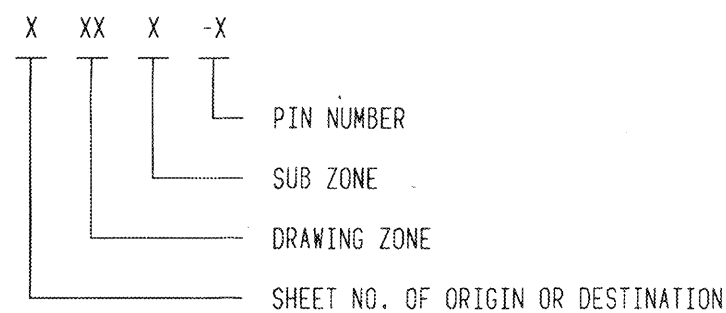 X XX X -X
PIN NUMBER
SUB ZONE
DRAWING ZONE
SHEET NO. OF ORIGIN OR DESTINATION